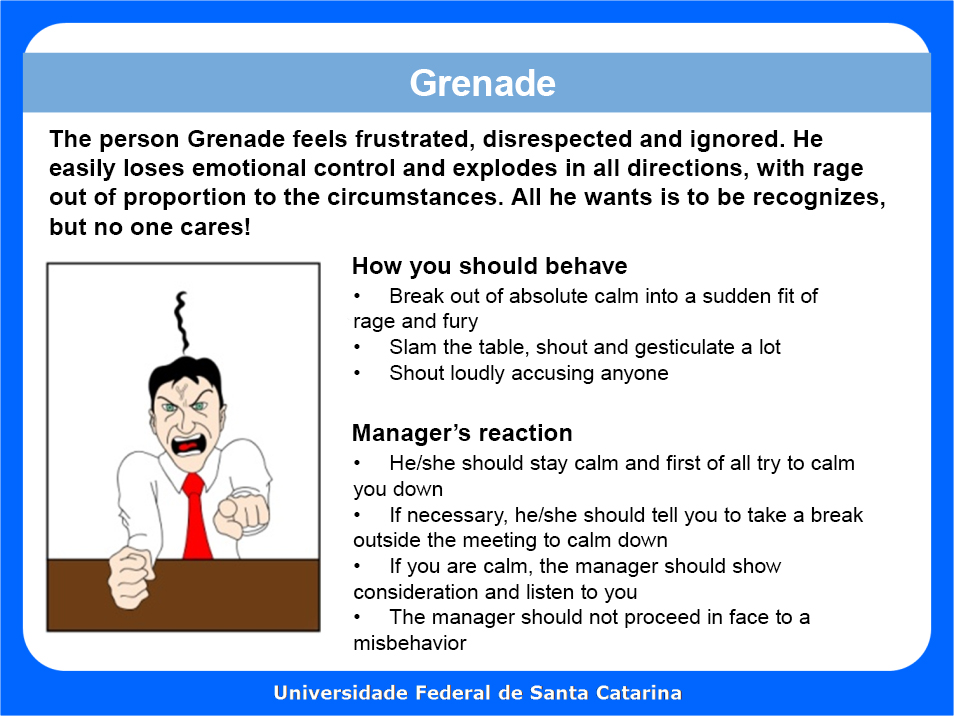 Grenade
The person Grenade feels frustrated, disrespected and ignored. He
easily loses emotional control and explodes in all directions, with rage
out of proportion to the circumstances. All he wants is to be recognizes,
but no one cares!
How you should behave
• Break out of absolute calm into a sudden fit of
rage and fury
• Slam the table, shout and gesticulate a lot
• Shout loudly accusing anyone
Manager's reaction
• He/she should stay calm and first of all try to calm
you down
• If necessary, he/she should tell you to take a break
outside the meeting to calm down
• If you are calm, the manager should show
consideration and listen to you
• The manager should not proceed in face to a
misbehavior
Universidade Federal de Santa Catarina